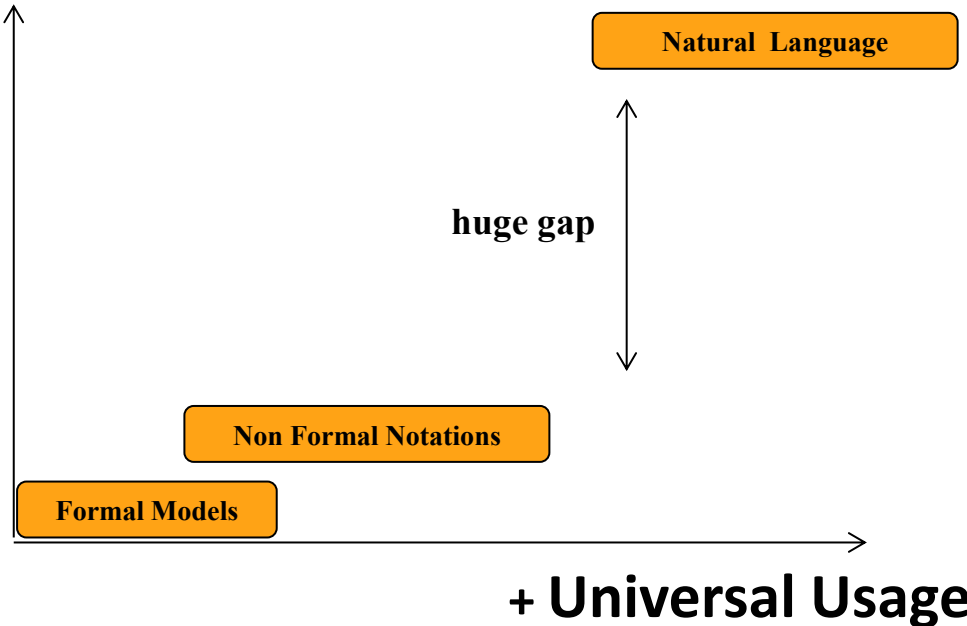 Natural Language
huge gap
Non Formal Notations
Formal Models
+ Universal Usage